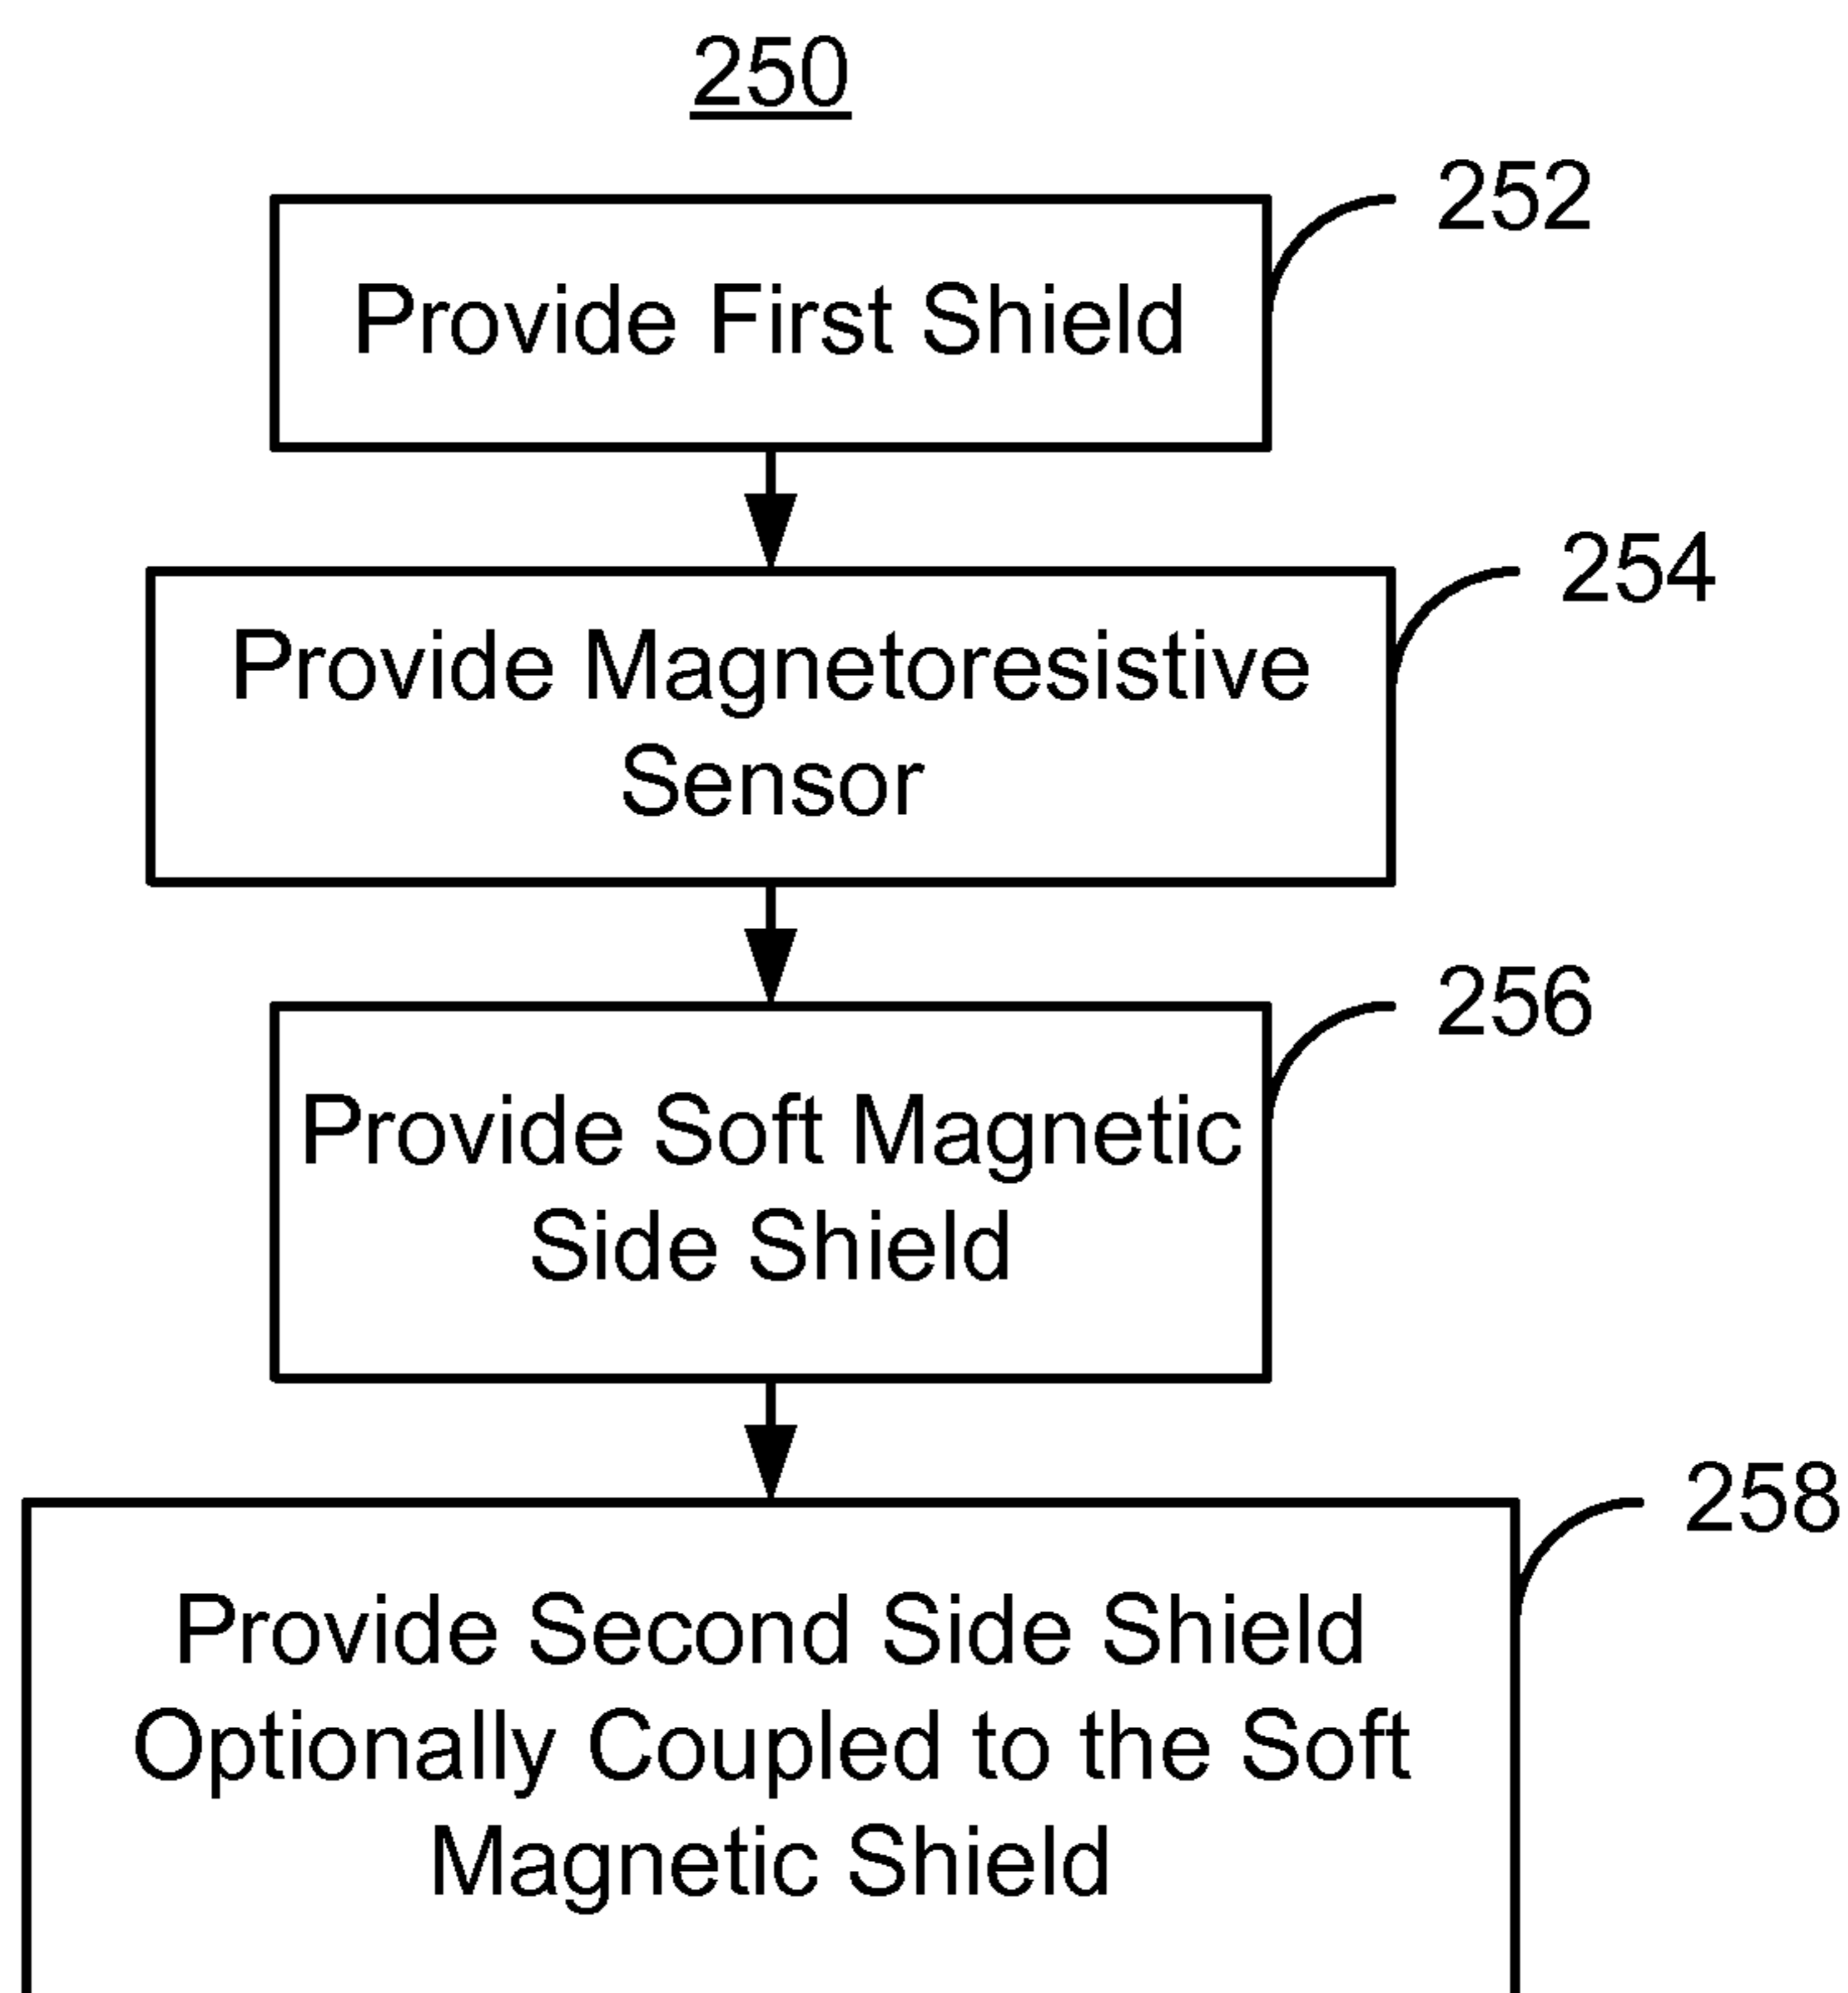 250
252
Provide First Shield
254
Provide Magnetoresistive
Sensor
256
Provide Soft Magnetic
Side Shield
258
Provide Second Side Shield
Optionally Coupled to the Soft
Magnetic Shield